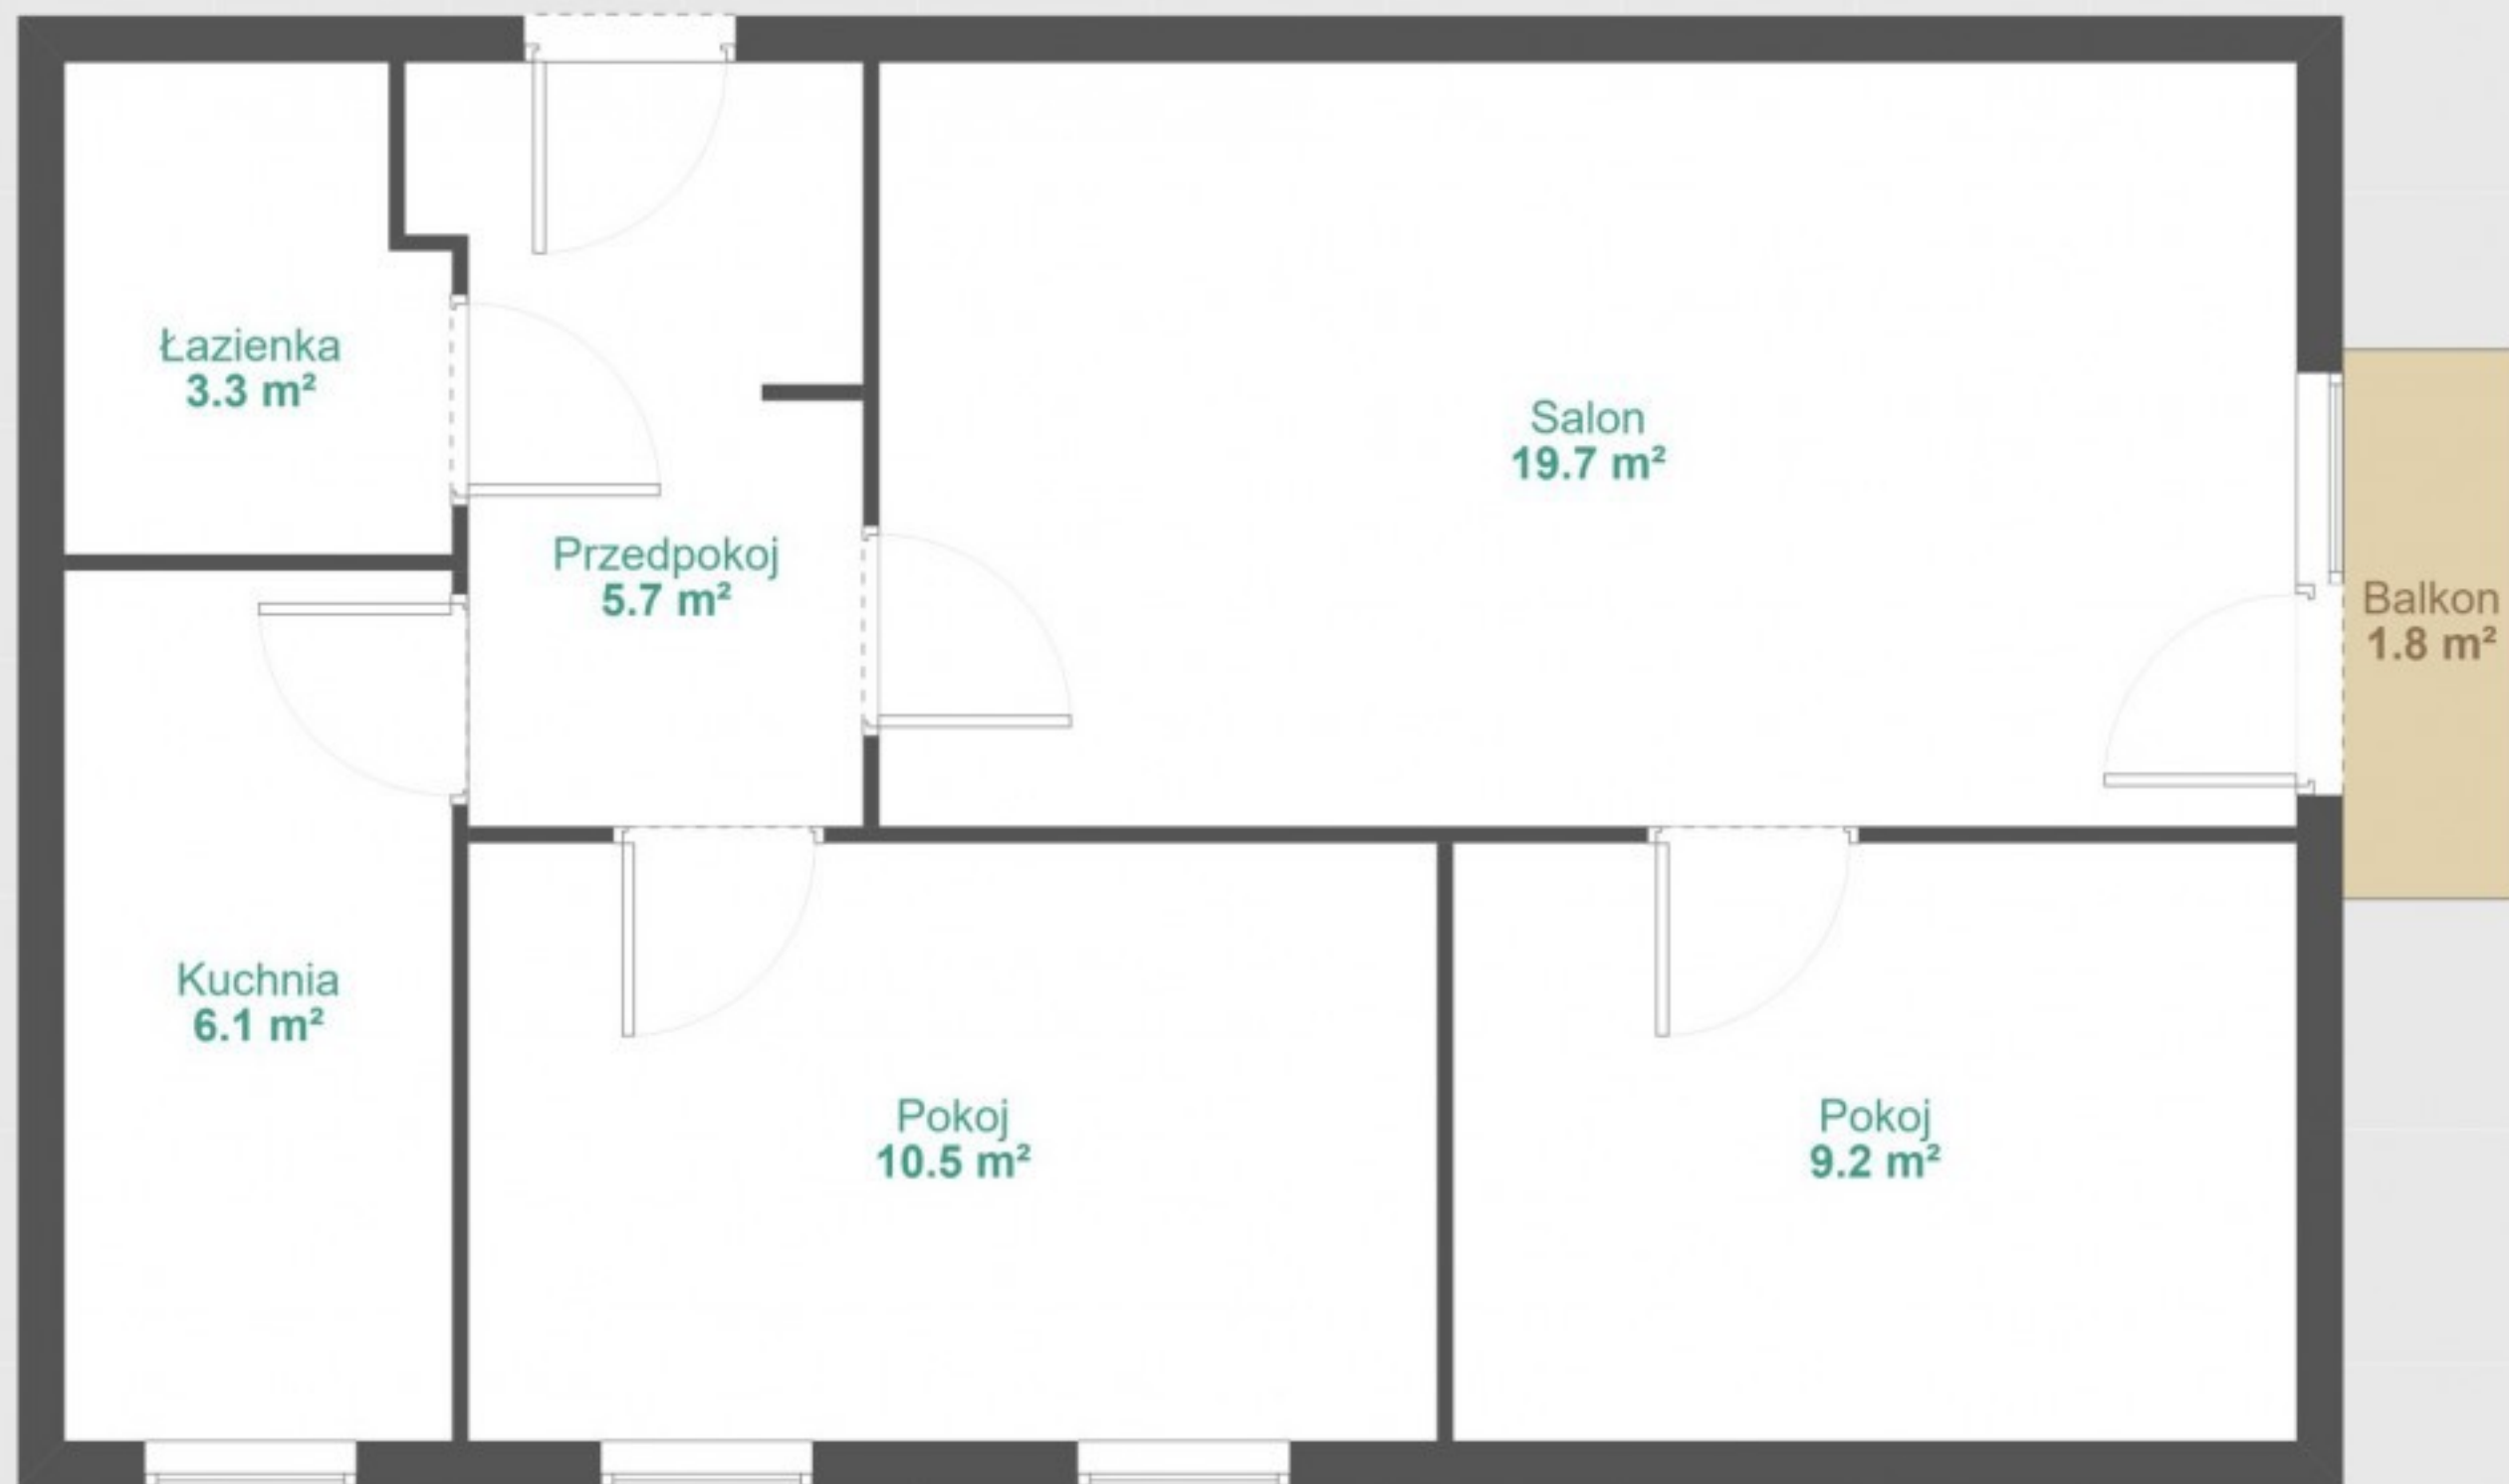 Łazienka
3.3 m²
Przedpokoj
5.7 m²
Salon
19.7 m²
Balkon
1.8 m²
Kuchnia
6.1 m²
Pokoj
10.5 m²
Pokoj
9.2 m²